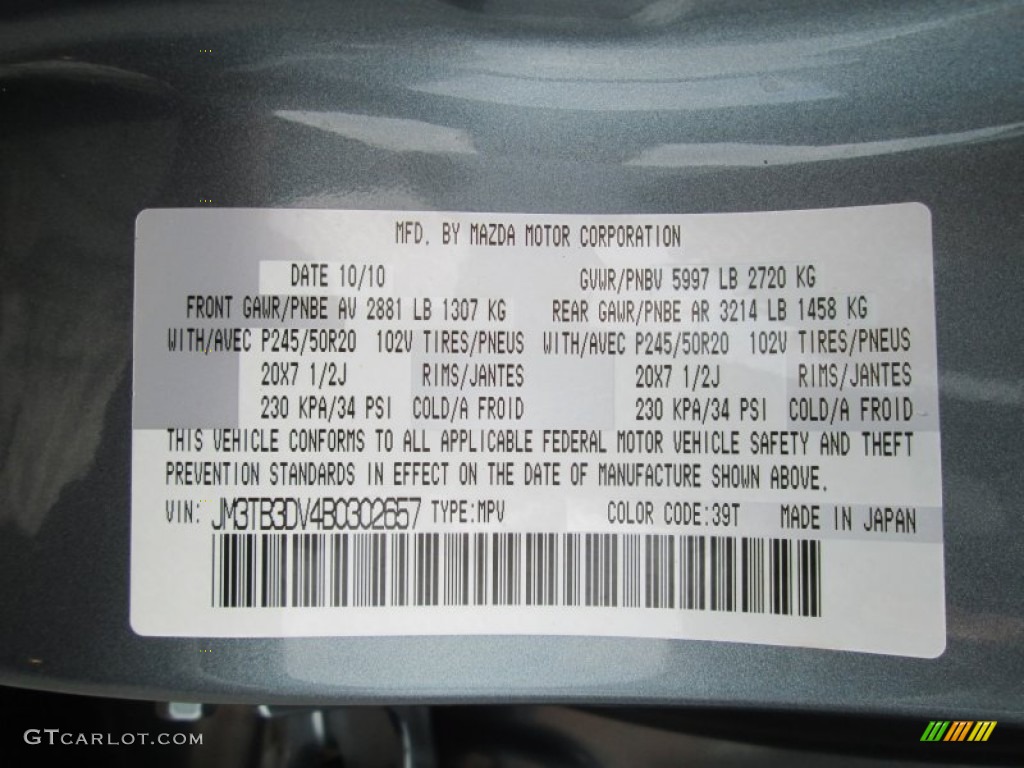 MFD. BY MAZDA MOTOR CORPORATION
DATE 10/10 GVWR/PNBV 5997 LB 2720 KG
FRONT GAWR/PNBE AV 2881 LB 1307 KG REAR GAWR/PNBE AR 3214 LB 1458 KG
WITH/AVEC P245/50R20 102V TIRES/PNEUS WITH/AVEC P245/50R20 102V TIRES/PNEUS
20X7 1/2J RIMS/JANTES 20X7 1/2J RIMS/JANTES
230 KPA/34 PSI COLD/A FROID 230 KPA/34 PSI COLD/A FROID
THIS VEHICLE CONFORMS TO ALL APPLICABLE FEDERAL MOTOR VEHICLE SAFETY AND THEFT
PREVENTION STANDARDS IN EFFECT ON THE DATE OF MANUFACTURE SHOWN ABOVE.
VIN: JM3TB3DV4B0302657 TYPE:MPV COLOR CODE:39T MADE IN JAPAN
GTCARLOT.COM